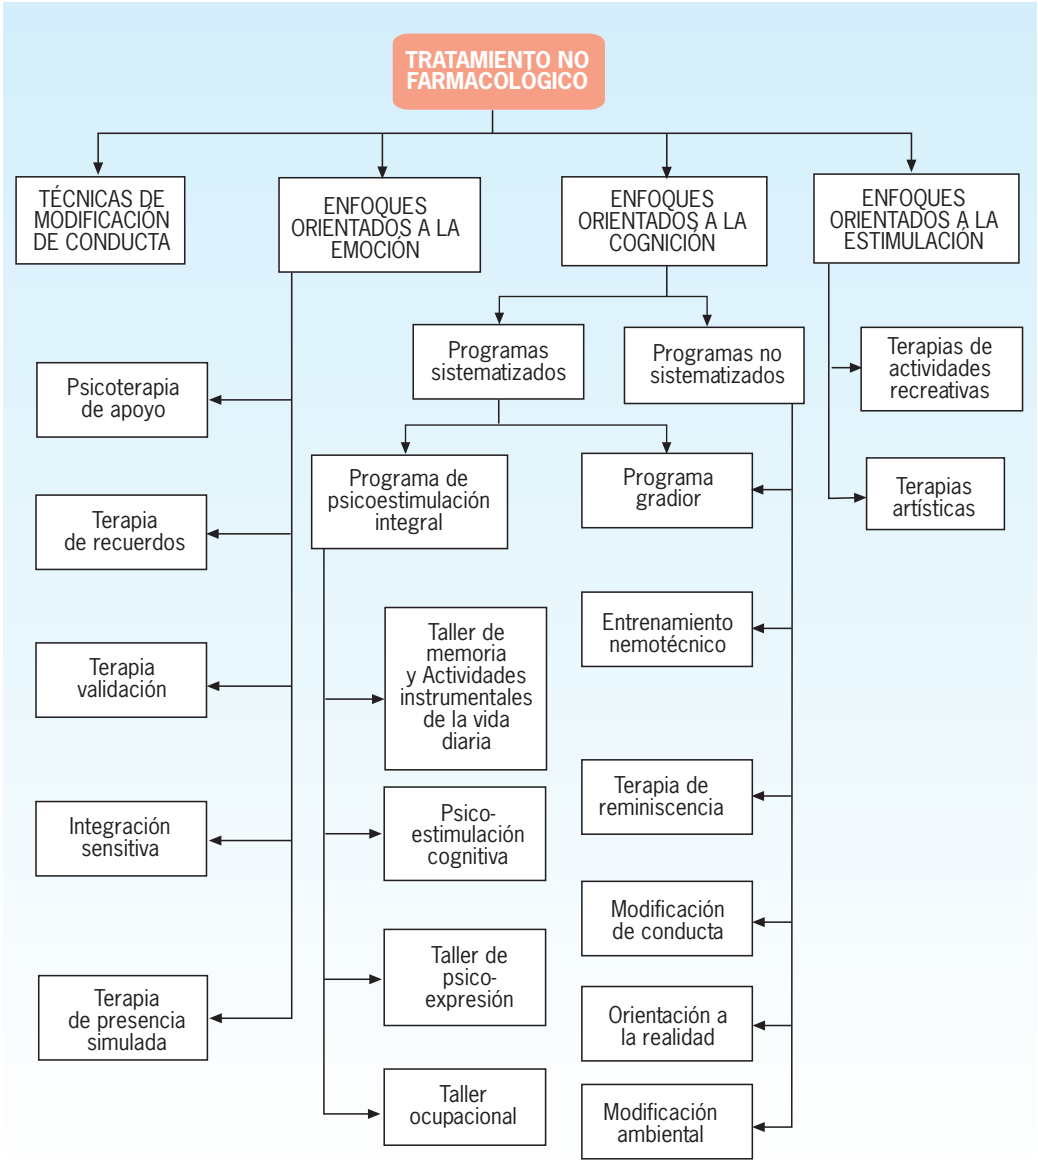 TRATAMIENTO NO
FARMACOLÓGICO
TÉCNICAS DE
MODIFICACIÓN
DE CONDUCTA
ENFOQUES
ORIENTADOS A LA
EMOCIÓN
ENFOQUES
ORIENTADOS A LA
COGNICIÓN
ENFOQUES
ORIENTADOS A LA
ESTIMULACIÓN
Psicoterapia
de apoyo
Terapia
de recuerdos
Terapia
validación
Integración
sensitiva
Terapia
de presencia
simulada
Programas
sistematizados
Programas no
sistematizados
Programa de
psicoestimulación
integral
Programa
gradior
Taller de
memoria
y Actividades
instrumentales
de la vida
diaria
Psico-
estimulación
cognitiva
Taller de
psico-
expresión
Taller
ocupacional
Entrenamiento
nemotécnico
Terapia de
reminiscencia
Modificación
de conducta
Orientación a
la realidad
Modificación
ambiental
Terapias de
actividades
recreativas
Terapias
artísticas